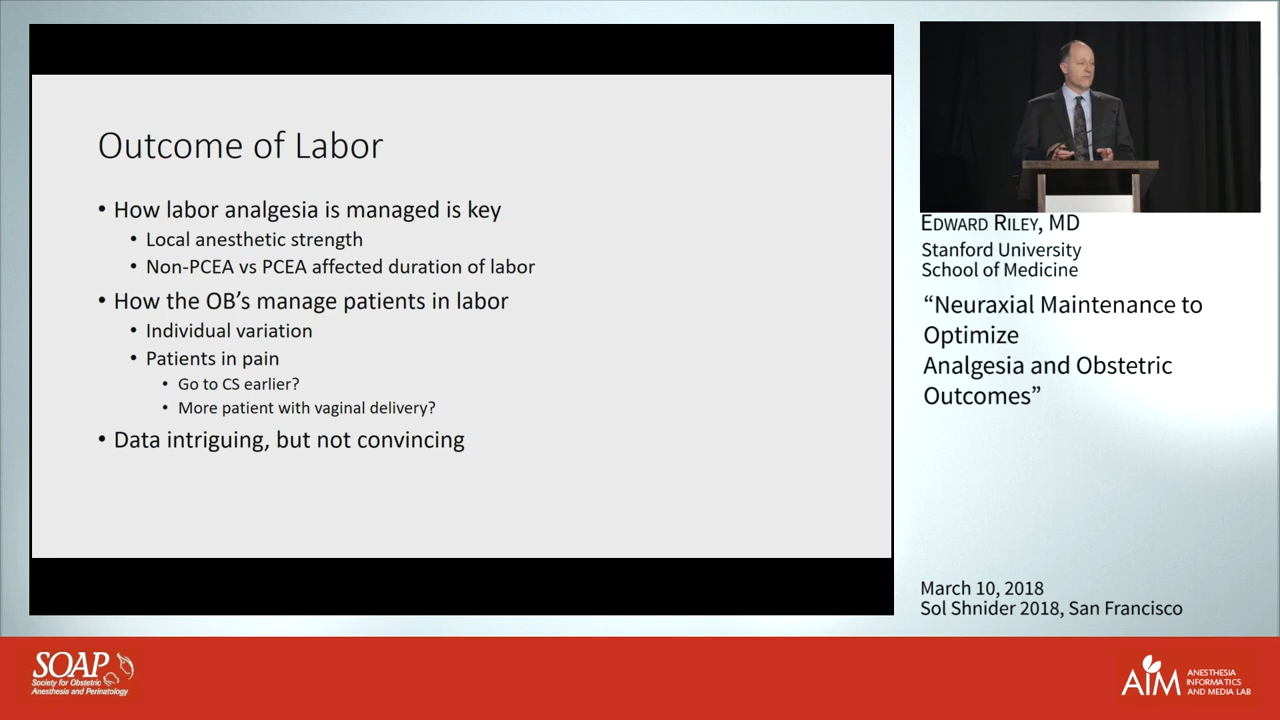 Outcome of Labor
• How labor analgesia is managed is key
• Local anesthetic strength
• Non-PCEA vs PCEA affected duration of labor
• How the OB’s manage patients in labor
• Individual variation
• Patients in pain
• Go to CS earlier?
• More patient with vaginal delivery?
• Data intriguing, but not convincing
EDWARD RILEY, MD
Stanford University
School of Medicine
“Neuraxial Maintenance to
Optimize
Analgesia and Obstetric
Outcomes”
March 10, 2018
Sol Shnider 2018, San Francisco
SOAP
Society for Obstetric
Anesthesia and Perinatology
AIM
ANESTHESIA
INFORMATICS
AND MEDIA LAB